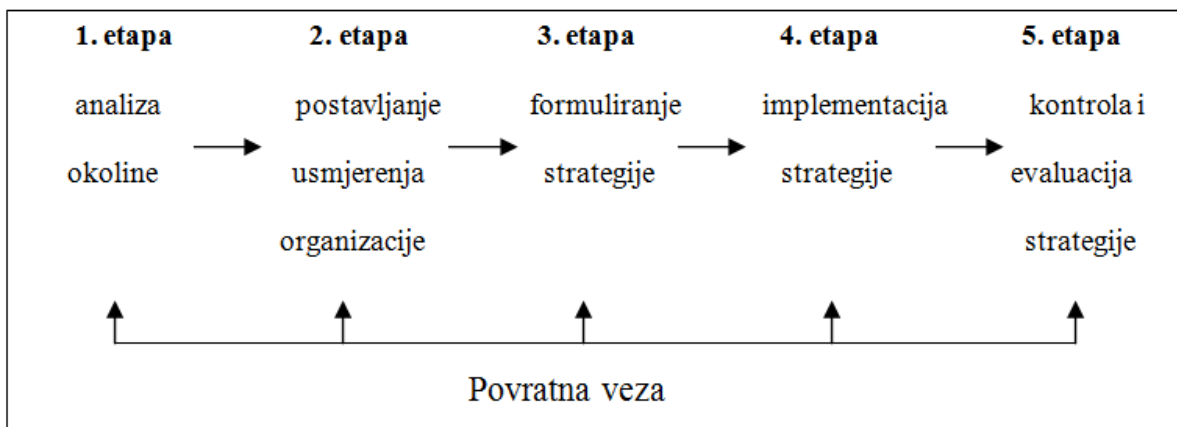 1. etapa 2. etapa 3. etapa 4. etapa 5. etapa
analiza postavljanje formuliranje implementacija kontrola i
okoline usmjerenja strategije strategije evaluacija
organizacije strategije
Povratna veza